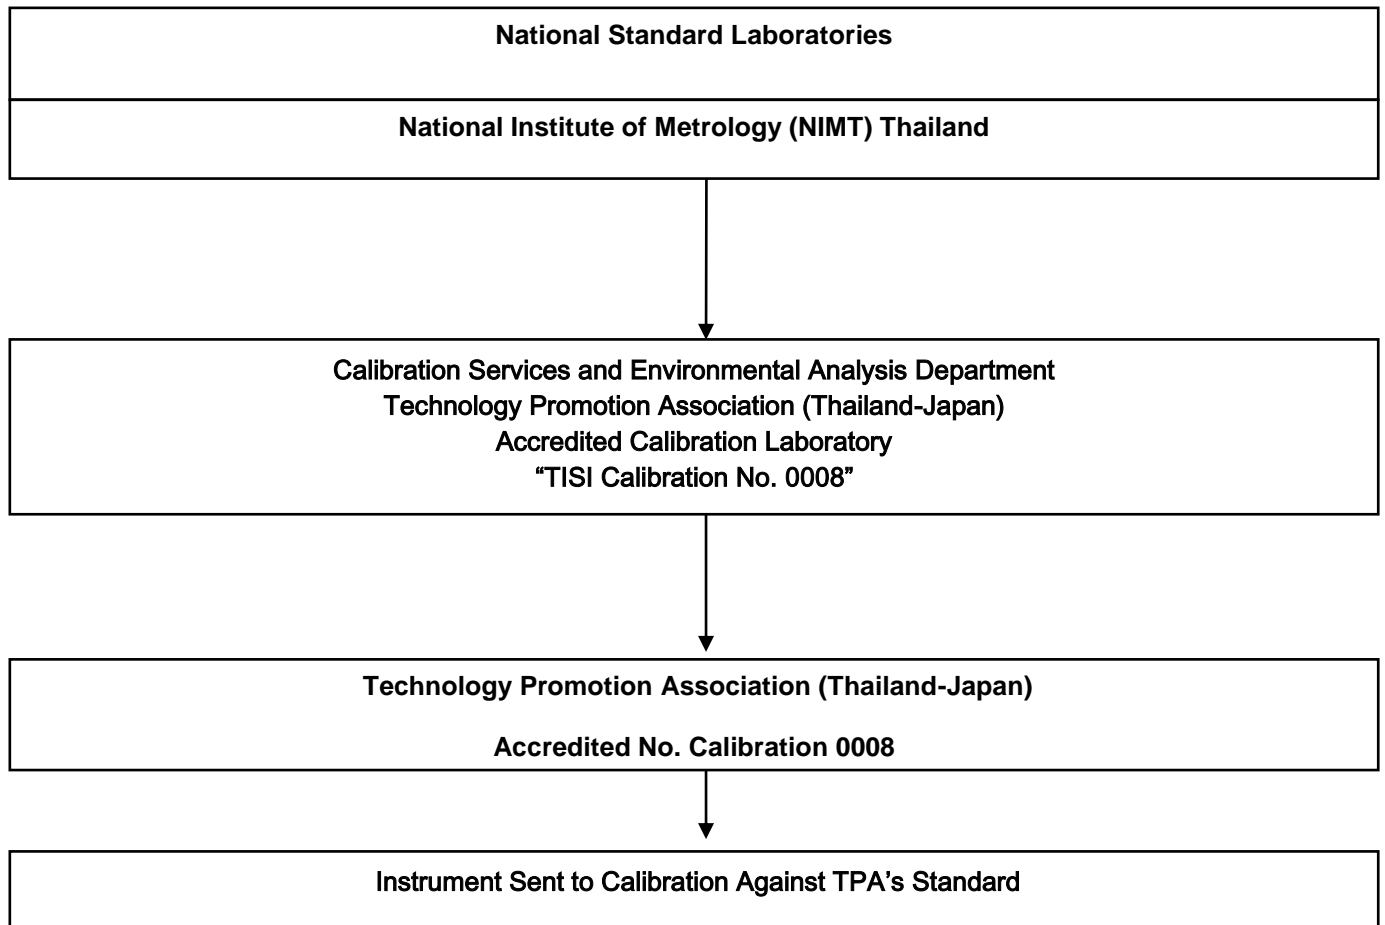 National Standard Laboratories
National Institute of Metrology (NIMT) Thailand
Calibration Services and Environmental Analysis Department
Technology Promotion Association (Thailand-Japan)
Accredited Calibration Laboratory
“TISI Calibration No. 0008”
Technology Promotion Association (Thailand-Japan)
Accredited No. Calibration 0008
Instrument Sent to Calibration Against TPA’s Standard